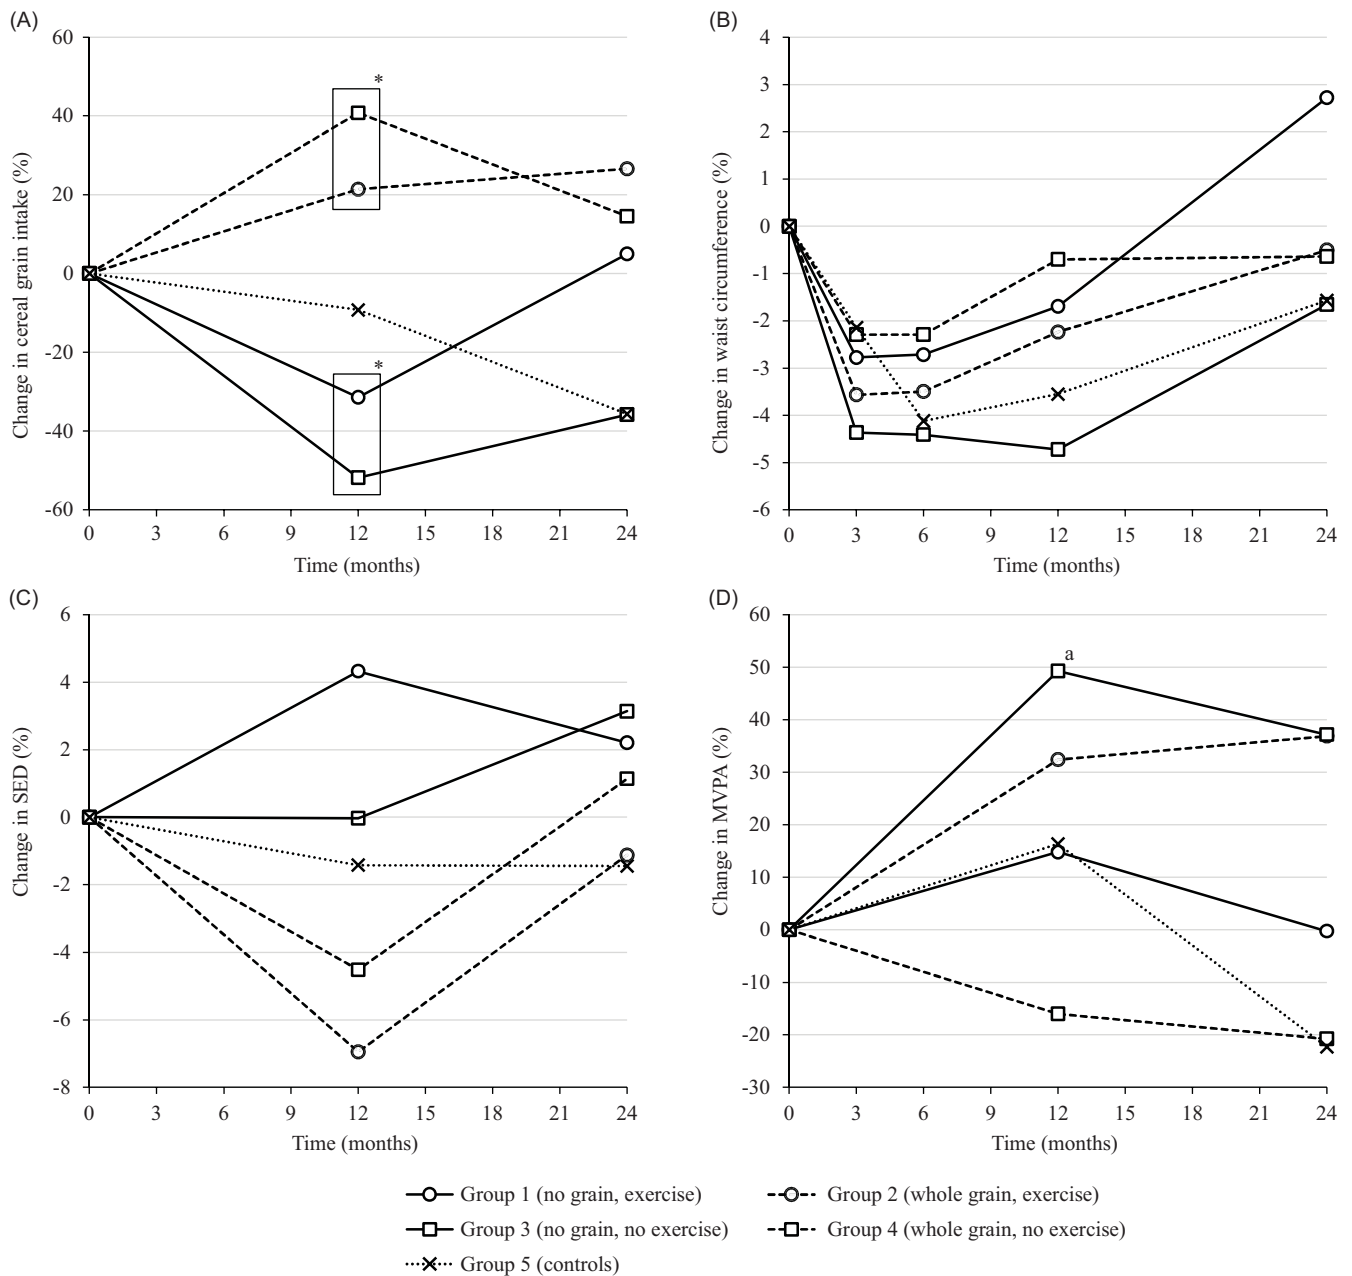 (A)
Change in cereal grain intake (%)
60
40
20
0
-20
-40
-60
*
*
0 3 6 9 12 15 18 21 24
Time (months)
(B)
Change in waist circumference (%)
4
3
2
1
0
-1
-2
-3
-4
-5
-6
0 3 6 9 12 15 18 21 24
Time (months)
(C)
Change in SED (%)
6
4
2
0
-2
-4
-6
-8
0 3 6 9 12 15 18 21 24
Time (months)
(D)
Change in MVPA (%)
60
50
40
30
20
10
0
-10
-20
-30
a
0 3 6 9 12 15 18 21 24
Time (months)
Group 1 (no grain, exercise)
Group 2 (whole grain, exercise)
Group 3 (no grain, no exercise)
Group 4 (whole grain, no exercise)
Group 5 (controls)